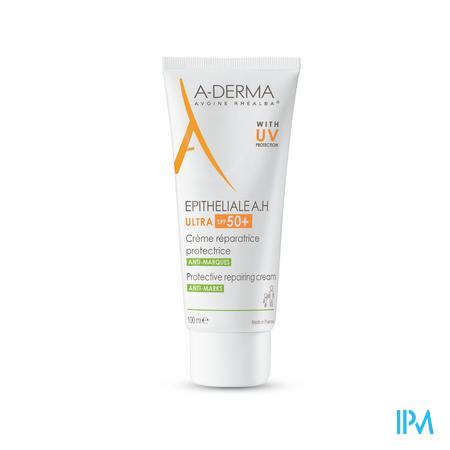 A-DERMA
AVOINE RHEALBA®
WITH
UV
PROTECTION
EPITHELIALE A.H
ULTRA SPF 50+
Crème réparatrice
protectrice
ANTI-MARQUES
Protective repairing cream
ANTI-MARKS
100 ml ℮
Made in France
IPM